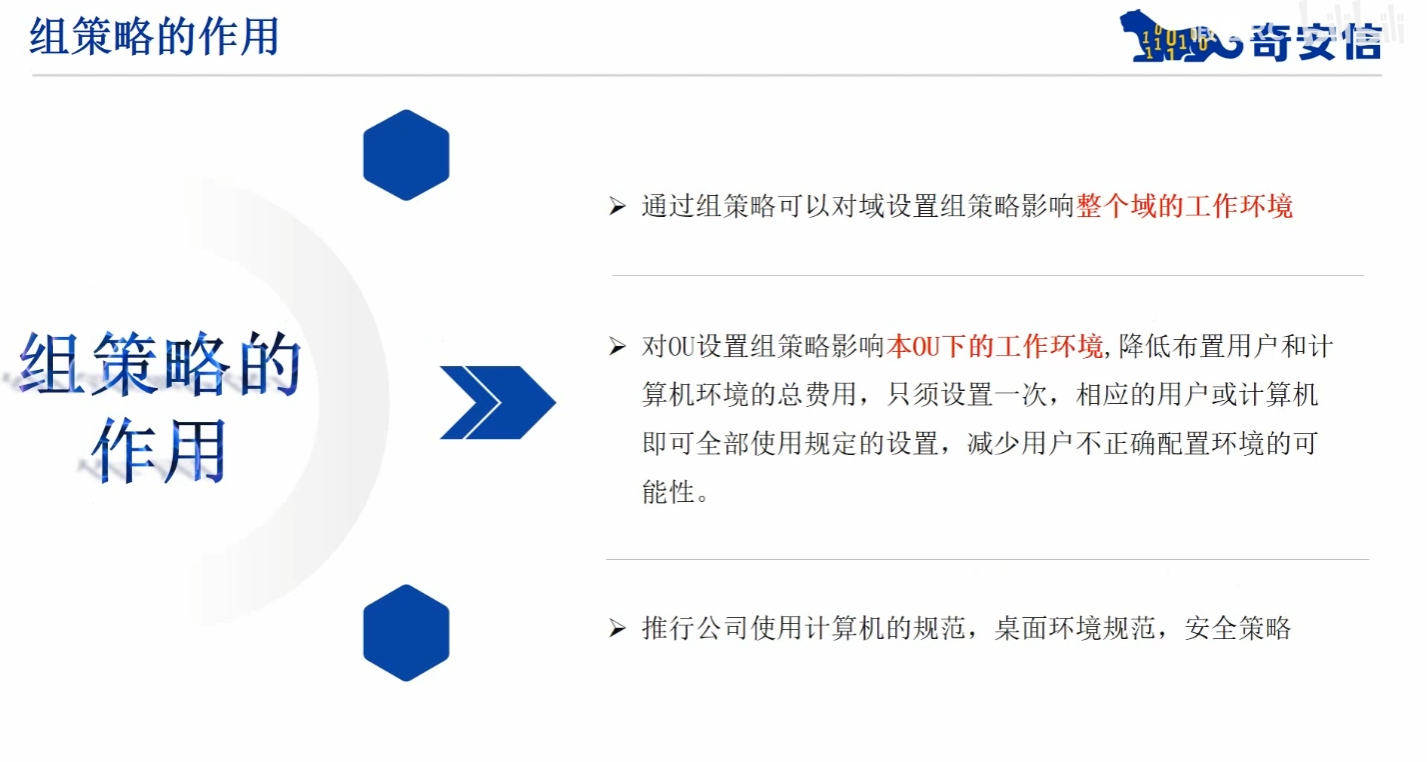 组策略的作用
奇安信
通过组策略可以对域设置组策略影响整个域的工作环境
组策略的
作用
对OU设置组策略影响本OU下的工作环境,降低布置用户和计
算机环境的总费用，只须设置一次，相应的用户或计算机
即可全部使用规定的设置，减少用户不正确配置环境的可
能性。
推行公司使用计算机的规范，桌面环境规范，安全策略